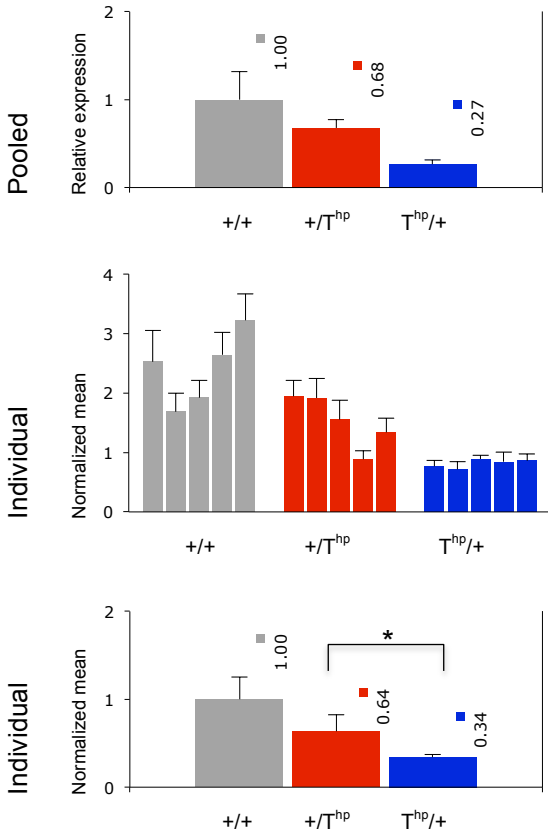 Pooled
Relative expression
2
1
0
1.00
0.68
0.27
+/+
+/T^hp
T^hp/+
Individual
Normalized mean
4
3
2
1
0
+/+
+/T^hp
T^hp/+
Individual
Normalized mean
2
1
0
1.00
0.64
0.34
*
+/+
+/T^hp
T^hp/+